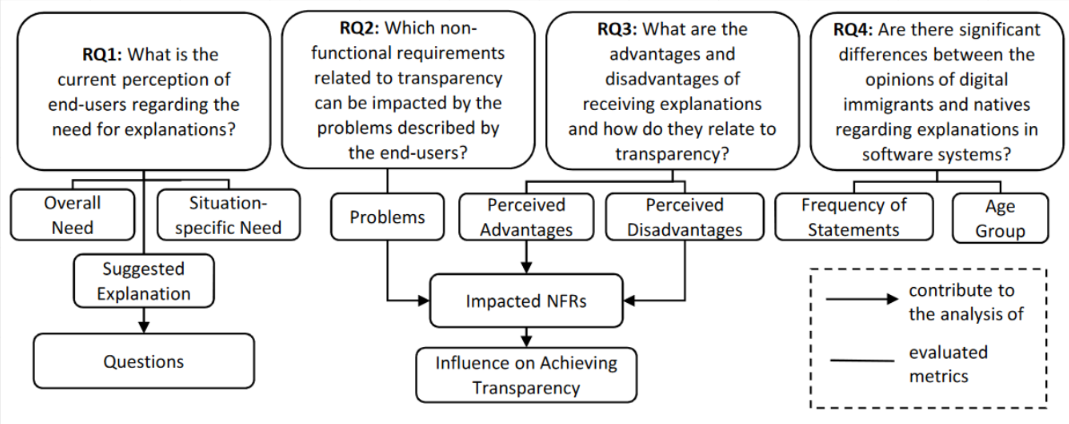 RQ1: What is the
current perception of
end-users regarding the
need for explanations?
RQ2: Which non-
functional requirements
related to transparency
can be impacted by the
problems described by
the end-users?
RQ3: What are the
advantages and
disadvantages of
receiving explanations
and how do they relate to
transparency?
RQ4: Are there significant
differences between the
opinions of digital
immigrants and natives
regarding explanations in
software systems?
Overall
Need
Situation-
specific Need
Suggested
Explanation
Questions
Problems
Perceived
Advantages
Perceived
Disadvantages
Impacted NFRs
Influence on Achieving
Transparency
Frequency of
Statements
Age
Group
contribute to
the analysis of
evaluated
metrics